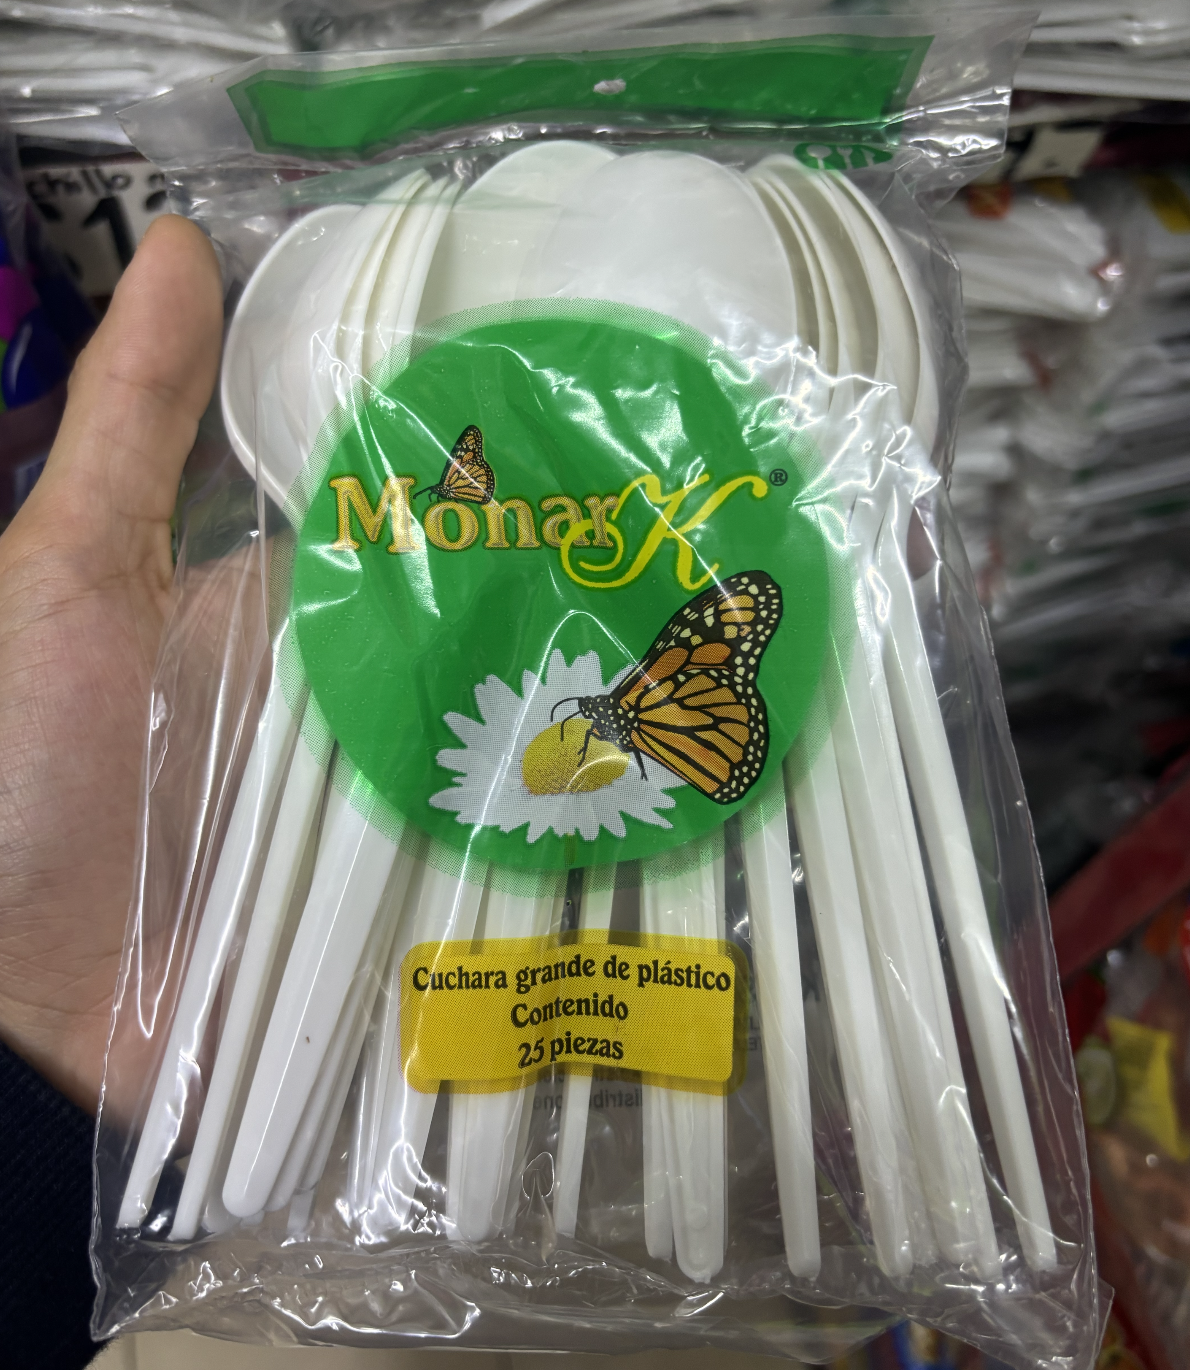 MonarK®
Cuchara grande de plástico
Contenido
25 piezas